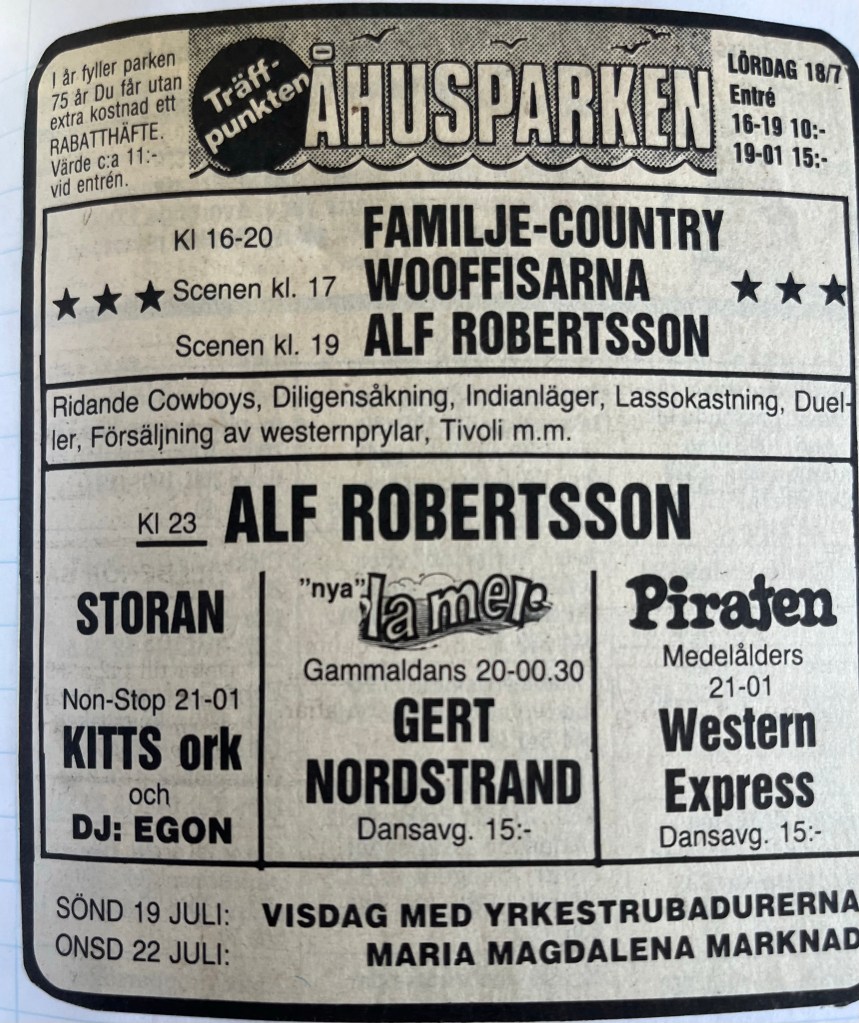 I år fyller parken
75 år Du får utan
extra kostnad ett
RABATTHÄFTE.
Värde c:a 11:-
vid entrén.
Träff-
punkten
ÅHUSPARKEN
LÖRDAG 18/7
Entré
16-19 10:-
19-01 15:-
Kl 16-20 FAMILJE-COUNTRY
Scenen kl. 17 WOOFFISARNA
Scenen kl. 19 ALF ROBERTSSON
Ridande Cowboys, Diligensåkning, Indianläger, Lassokastning, Duel-
ler, Försäljning av westernprylar, Tivoli m.m.
Kl 23 ALF ROBERTSSON
STORAN
Non-Stop 21-01
KITTS ork
och
DJ: EGON
"nya" la mer
Gammaldans 20-00.30
GERT
NORDSTRAND
Dansavg. 15:-
Piraten
Medelålders
21-01
Western
Express
Dansavg. 15:-
SÖND 19 JULI: VISDAG MED YRKESTRUBADURERNA
ONSD 22 JULI: MARIA MAGDALENA MARKNAD